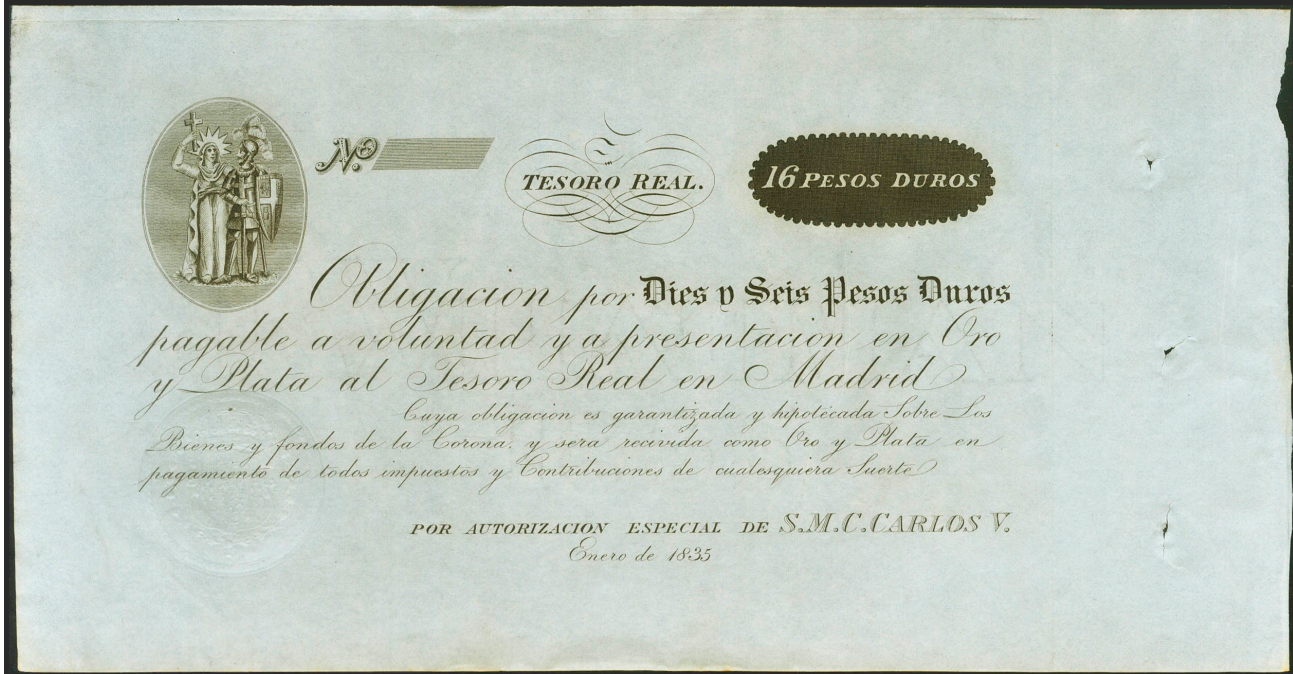 Nº
TESORO REAL.
16 PESOS DUROS
Obligacion por Dies y Seis Pesos Duros
pagable a voluntad y a presentacion en Oro
y Plata al Tesoro Real en Madrid
Cuya obligacion es garantizada y hipotécada Sobre Los
Bienes y fondos de la Corona. y sera recivida como Oro y Plata en
pagamiento de todos impuestos y Contribuciones de cualesquiera Suerte
POR AUTORIZACION ESPECIAL DE S.M.C. CARLOS V.
Enero de 1835